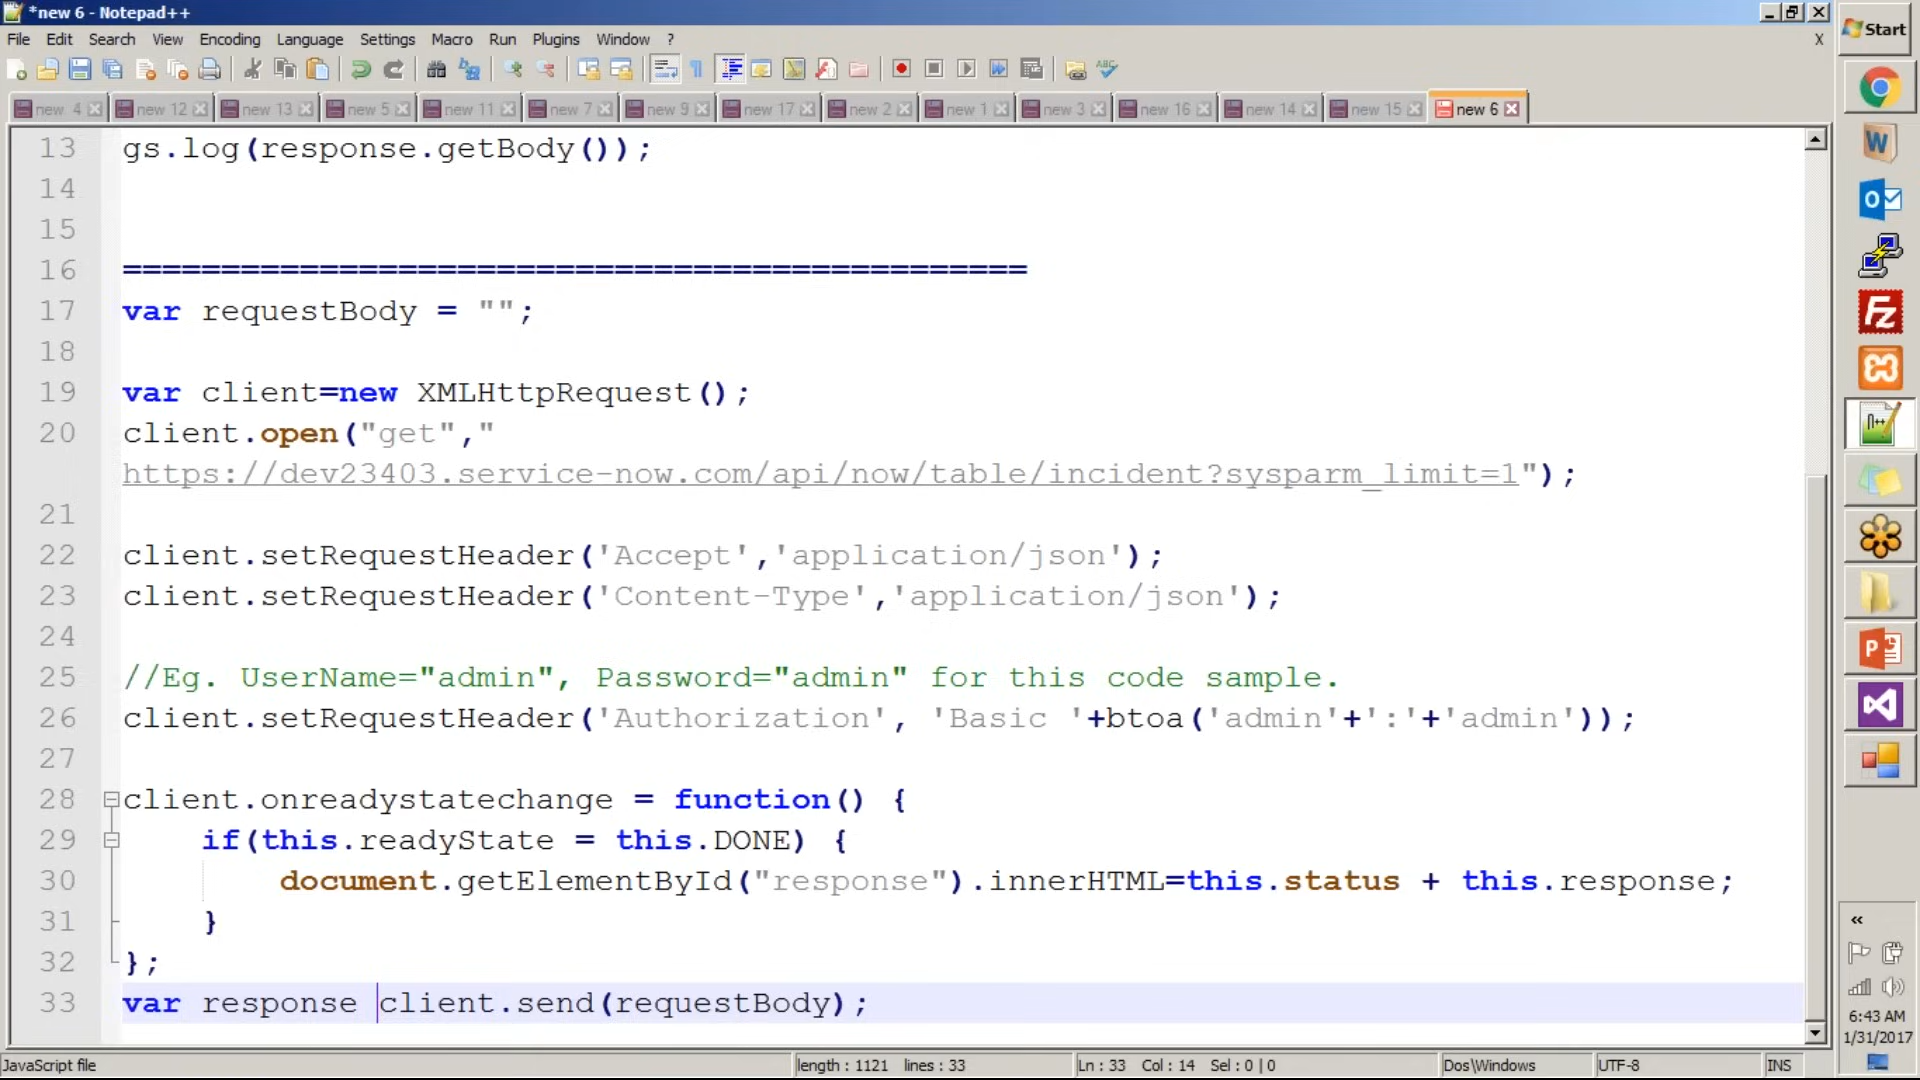 *new 6 - Notepad++
File Edit Search View Encoding Language Settings Macro Run Plugins Window ? X
Start
new 4 new 12 new 13 new 5 new 11 new 7 new 9 new 17 new 2 new 1 new 3 new 16 new 14 new 15 new 6
13 gs.log(response.getBody());
14
15
16 ==============================================
17 var requestBody = "";
18
19 var client=new XMLHttpRequest();
20 client.open("get","
https://dev23403.service-now.com/api/now/table/incident?sysparm_limit=1");
21
22 client.setRequestHeader('Accept','application/json');
23 client.setRequestHeader('Content-Type','application/json');
24
25 //Eg. UserName="admin", Password="admin" for this code sample.
26 client.setRequestHeader('Authorization', 'Basic '+btoa('admin'+':'+'admin'));
27
28 client.onreadystatechange = function() {
29 if(this.readyState = this.DONE) {
30 document.getElementById("response").innerHTML=this.status + this.response;
31 }
32 };
33 var response client.send(requestBody);
6:43 AM
1/31/2017
JavaScript file length : 1121 lines : 33 Ln : 33 Col : 14 Sel : 0 | 0 Dos\Windows UTF-8 INS